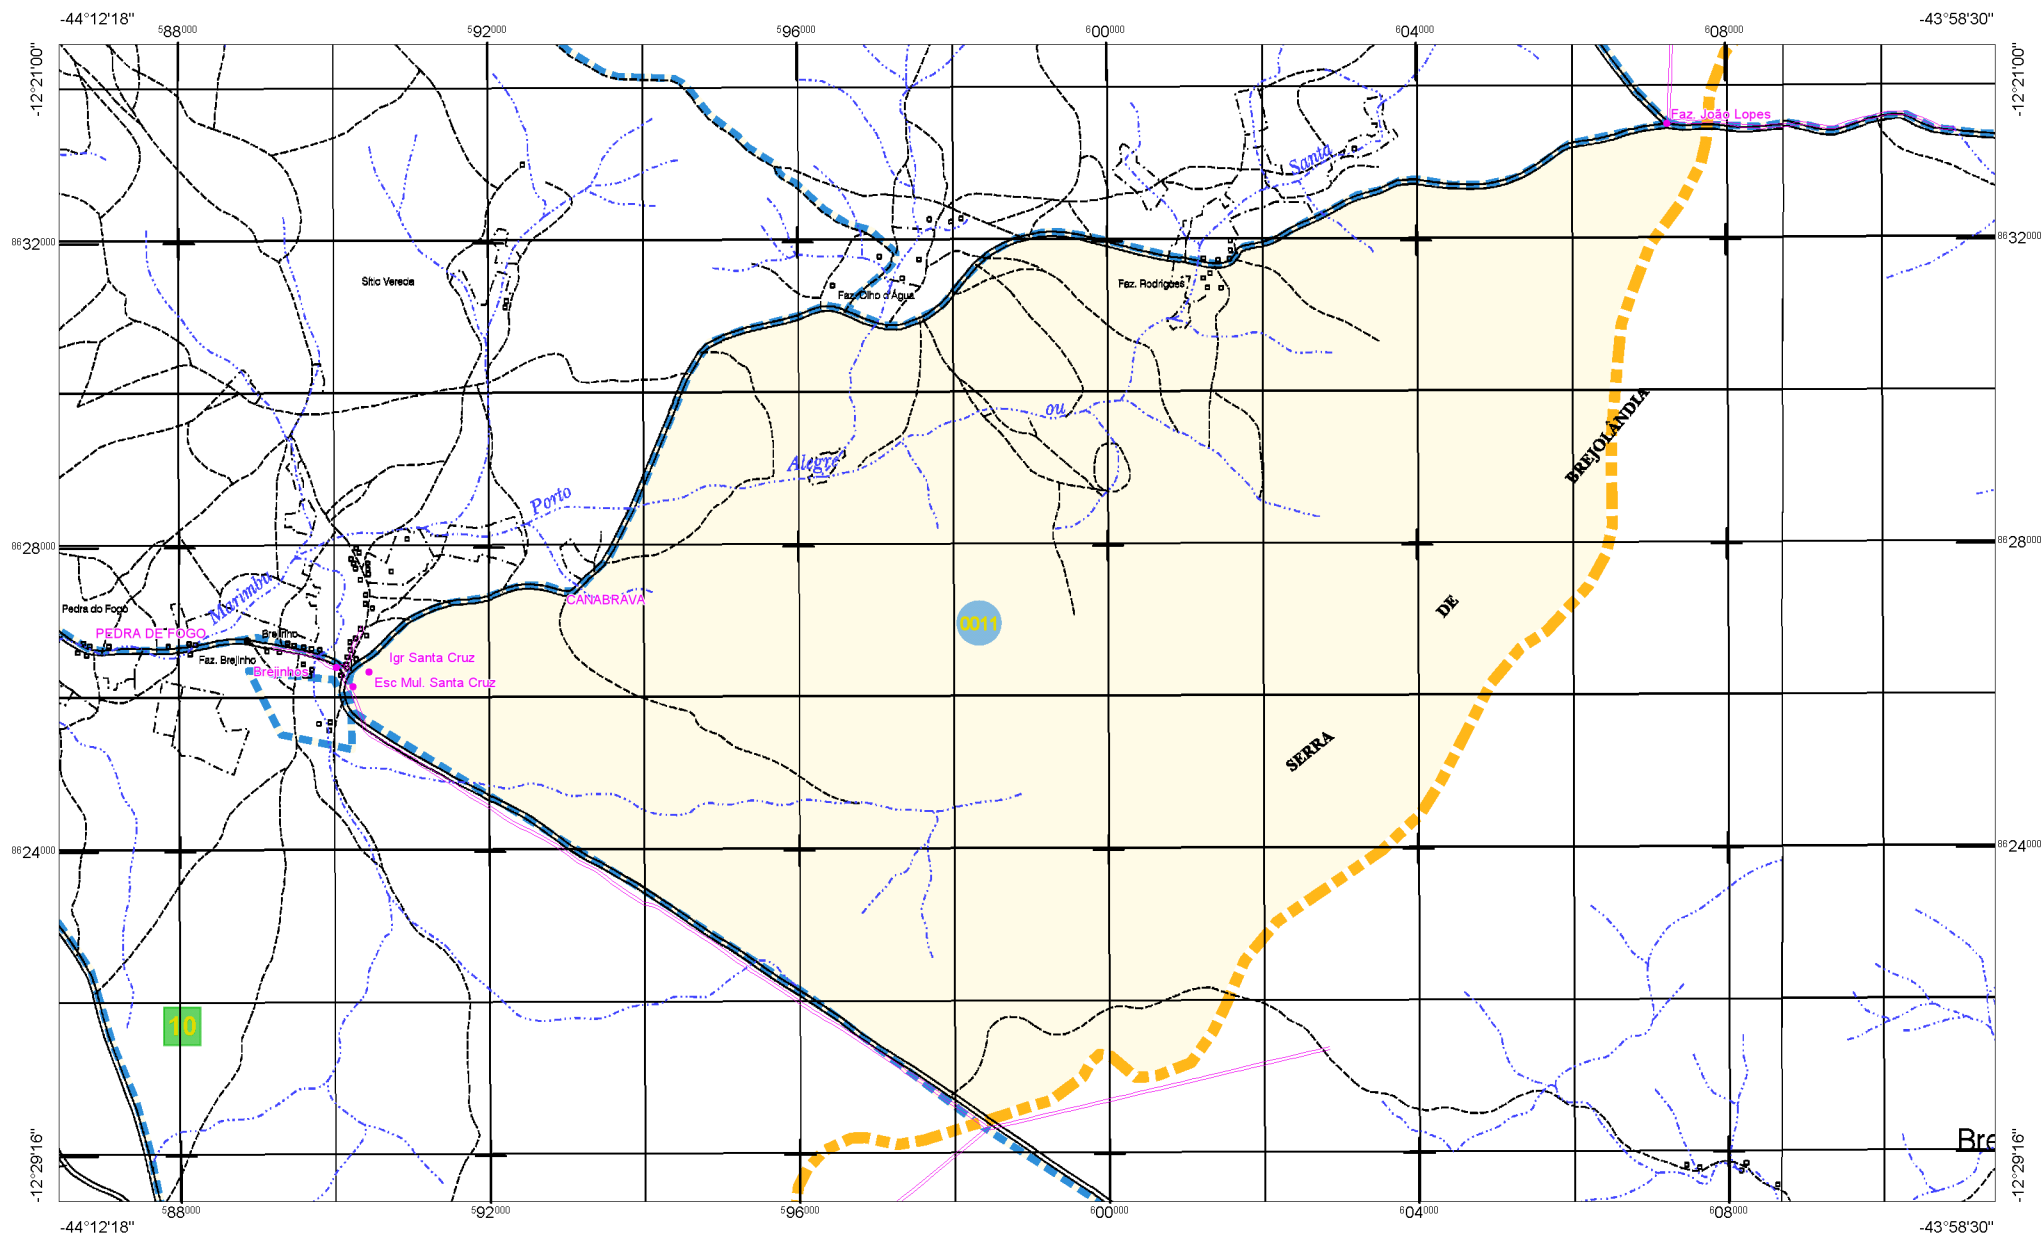 -44°12'18"
-43°58'30"
588000
592000
596000
600000
604000
608000
-12°21'00"
-12°21'00"
Faz. João Lopes
Santa
8632000
8632000
Sítio Vereda
Faz. Olho d'Água
Faz. Rodrigues
ou
BREJOLÂNDIA
Alegre
Porto
8628000
8628000
Marimba
CANABRAVA
DE
Pedra do Fogo
0011
PEDRA DE FOGO
Brejinho
Faz. Brejinho
Igr Santa Cruz
Brejinhos
Esc Mul. Santa Cruz
SERRA
8624000
8624000
10
Bre
-12°29'16"
-12°29'16"
588000
592000
596000
600000
604000
608000
-44°12'18"
-43°58'30"